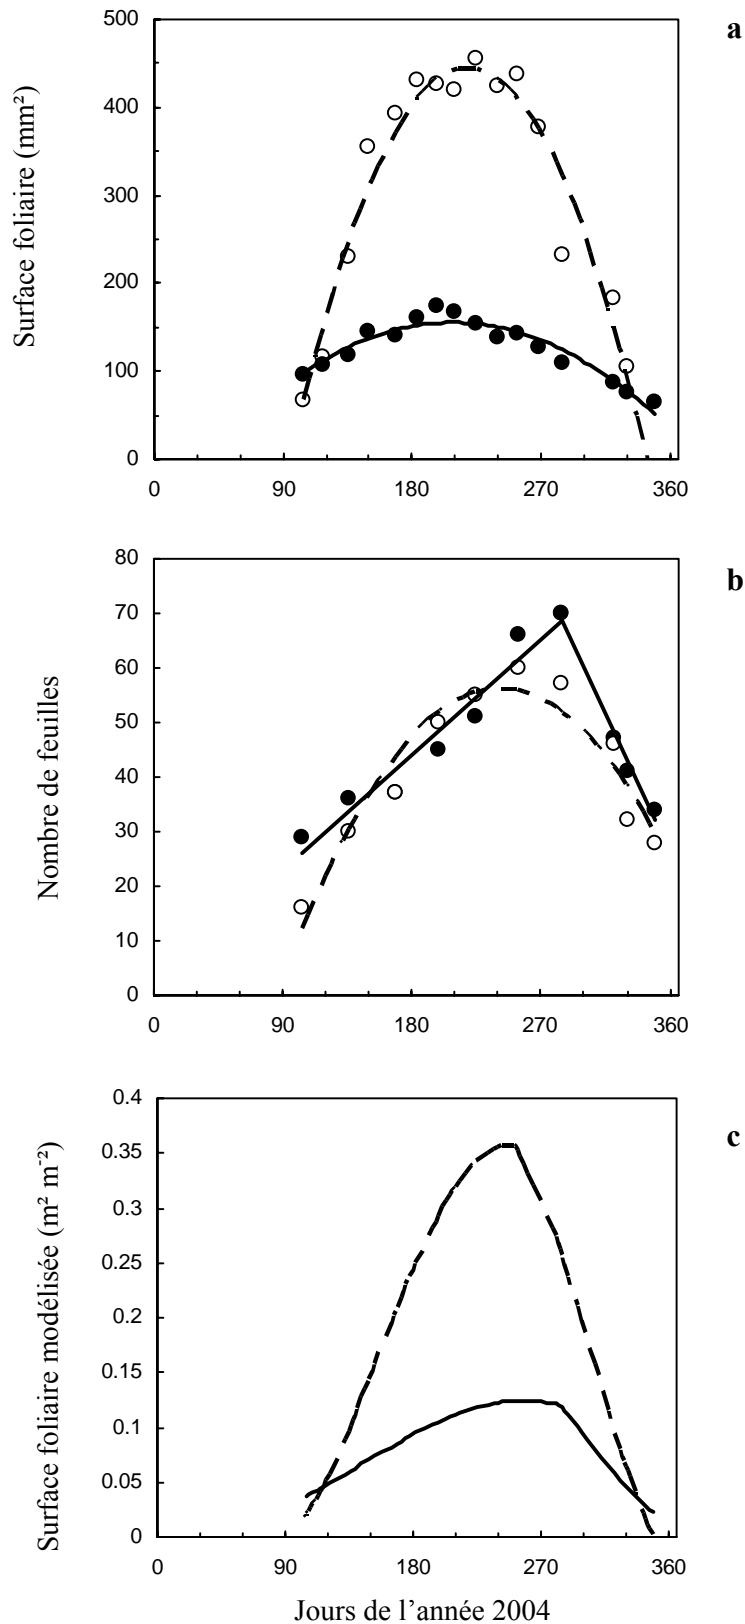 a
Surface foliaire (mm²)
500
400
300
200
100
0
0 90 180 270 360
b
Nombre de feuilles
80
70
60
50
40
30
20
10
0
0 90 180 270 360
c
Surface foliaire modélisée (m² m⁻²)
0.4
0.35
0.3
0.25
0.2
0.15
0.1
0.05
0
0 90 180 270 360
Jours de l’année 2004